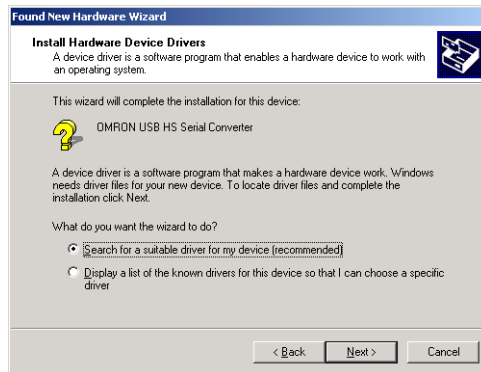 Found New Hardware Wizard
Install Hardware Device Drivers
A device driver is a software program that enables a hardware device to work with
an operating system.
This wizard will complete the installation for this device:
OMRON USB HS Serial Converter
A device driver is a software program that makes a hardware device work. Windows
needs driver files for your new device. To locate driver files and complete the
installation click Next.
What do you want the wizard to do?
Search for a suitable driver for my device (recommended)
Display a list of the known drivers for this device so that I can choose a specific
driver
< Back Next > Cancel